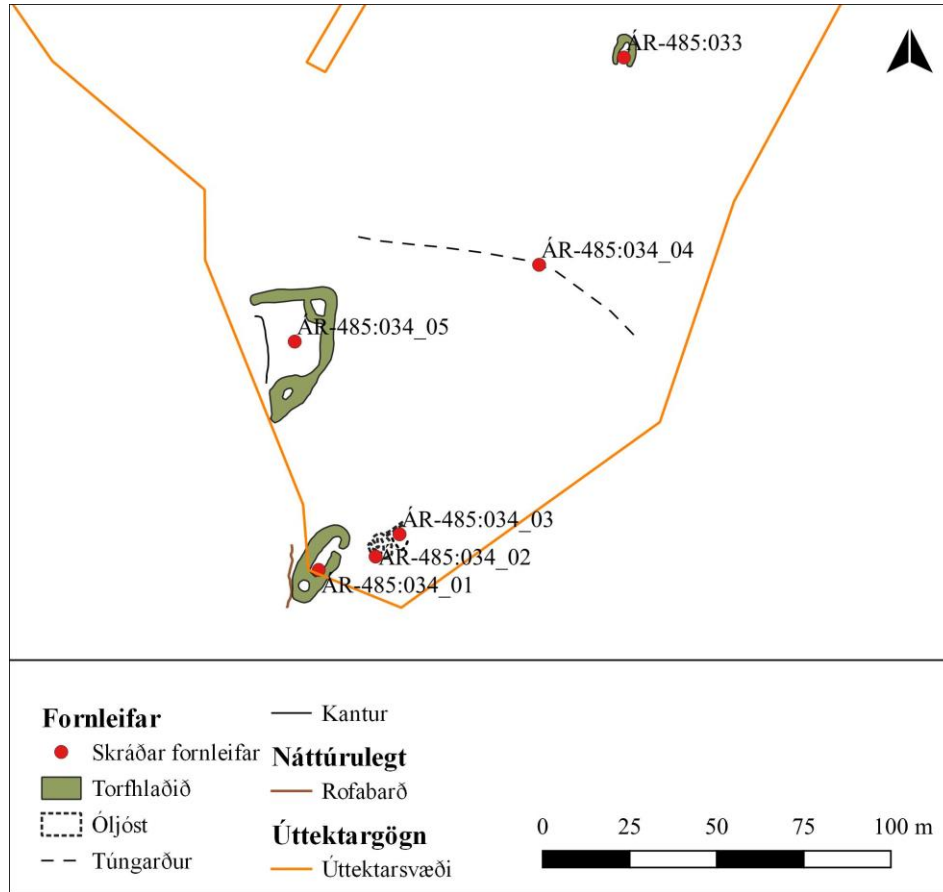 ÁR-485:033
ÁR-485:034_04
ÁR-485:034_05
ÁR-485:034_03
ÁR-485:034_02
ÁR-485:034_01
Fornleifar
Skráðar fornleifar
Torfhlaðið
Óljóst
Túngarður
Kantur
Náttúrulegt
Rofabarð
Úttektargögn
Úttektarsvæði
0 25 50 75 100 m